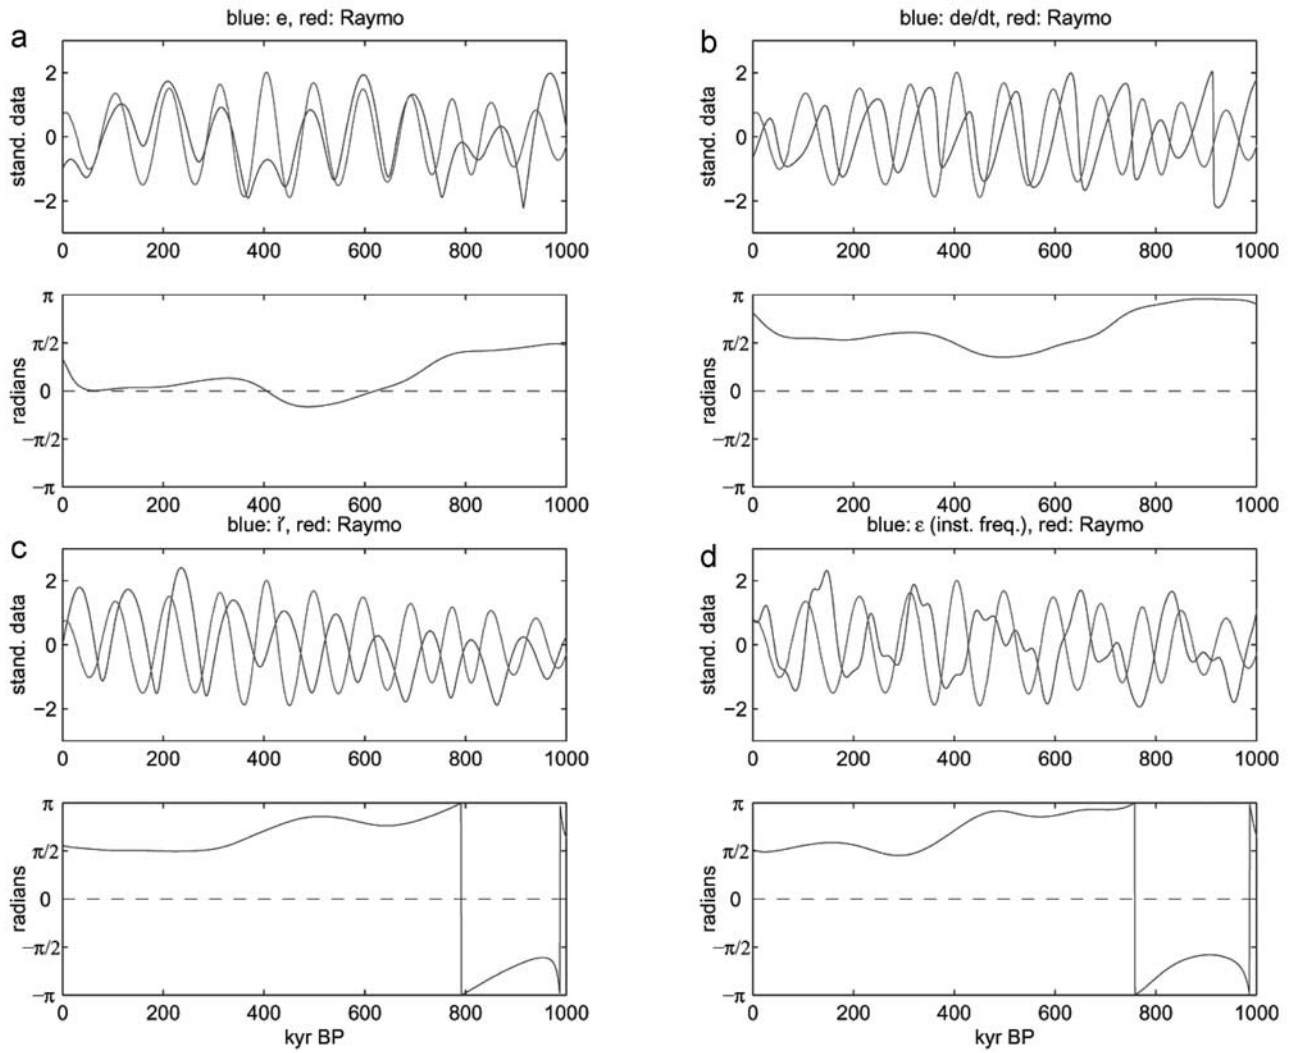 a
blue: e, red: Raymo
stand. data
2
0
−2
0 200 400 600 800 1000
radians
π
π/2
0
−π/2
−π
0 200 400 600 800 1000
b
blue: de/dt, red: Raymo
stand. data
2
0
−2
0 200 400 600 800 1000
radians
π
π/2
0
−π/2
−π
0 200 400 600 800 1000
c
blue: i', red: Raymo
stand. data
2
0
−2
0 200 400 600 800 1000
radians
π
π/2
0
−π/2
−π
0 200 400 600 800 1000
kyr BP
d
blue: ε (inst. freq.), red: Raymo
stand. data
2
0
−2
0 200 400 600 800 1000
radians
π
π/2
0
−π/2
−π
0 200 400 600 800 1000
kyr BP